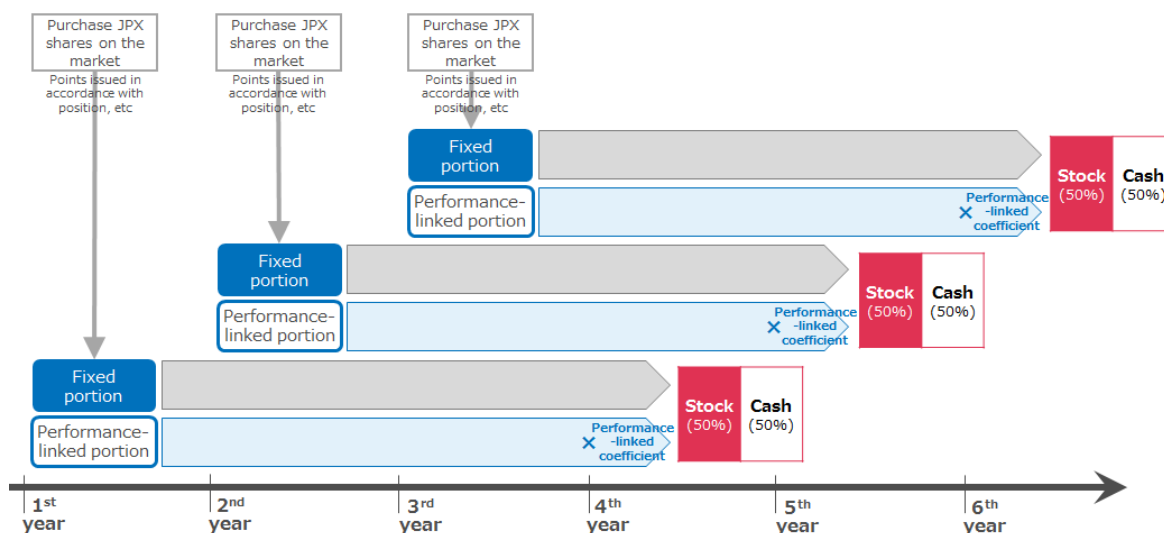 Purchase JPX
shares on the
market
Points issued in
accordance with
position, etc
Purchase JPX
shares on the
market
Points issued in
accordance with
position, etc
Purchase JPX
shares on the
market
Points issued in
accordance with
position, etc
Fixed
portion
Performance-
linked portion
Performance
× -linked
coefficient
Stock
(50%)
Cash
(50%)
Fixed
portion
Performance-
linked portion
Performance
× -linked
coefficient
Stock
(50%)
Cash
(50%)
Fixed
portion
Performance-
linked portion
Performance
× -linked
coefficient
Stock
(50%)
Cash
(50%)
1st
year
2nd
year
3rd
year
4th
year
5th
year
6th
year